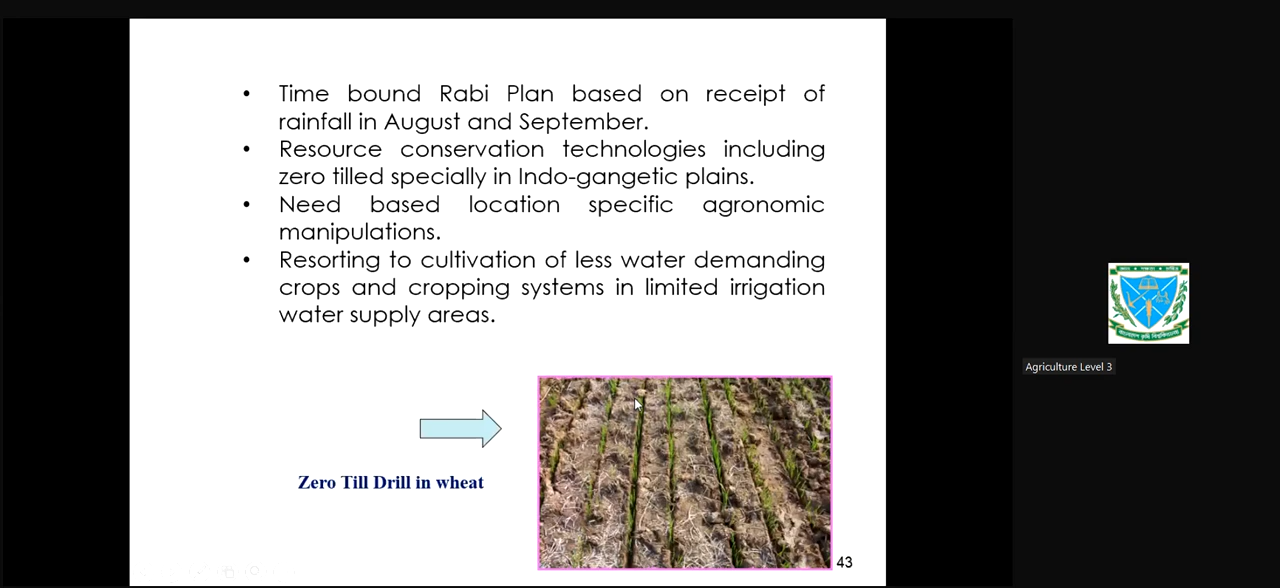 • Time bound Rabi Plan based on receipt of
rainfall in August and September.
• Resource conservation technologies including
zero tilled specially in Indo-gangetic plains.
• Need based location specific agronomic
manipulations.
• Resorting to cultivation of less water demanding
crops and cropping systems in limited irrigation
water supply areas.
Zero Till Drill in wheat
43
Agriculture Level 3